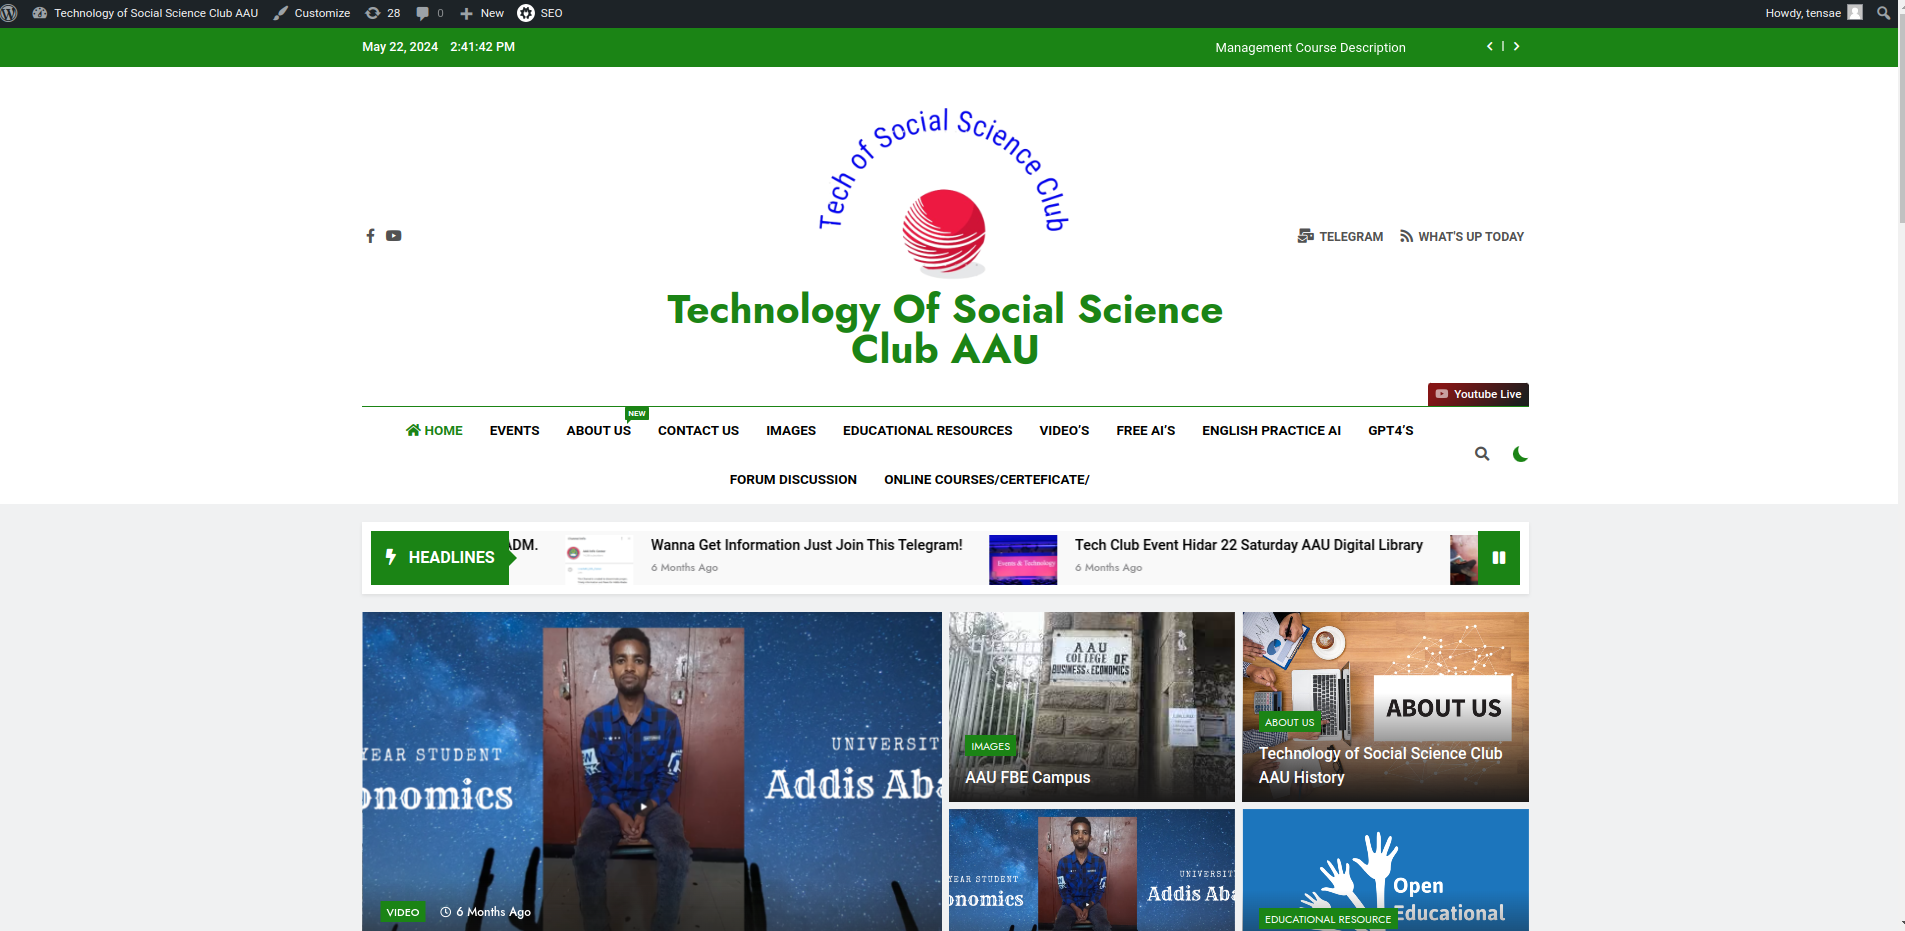 Technology of Social Science Club AAU Customize 28 0 New SEO Howdy, tensae
May 22, 2024 2:41:42 PM Management Course Description
Tech of Social Science Club
TELEGRAM WHAT'S UP TODAY
Technology Of Social Science
Club AAU
Youtube Live
NEW
HOME EVENTS ABOUT US CONTACT US IMAGES EDUCATIONAL RESOURCES VIDEO'S FREE AI'S ENGLISH PRACTICE AI GPT4'S
FORUM DISCUSSION ONLINE COURSES/CERTEFICATE/
HEADLINES
ADM.
Wanna Get Information Just Join This Telegram!
6 Months Ago
Events & Technology
Tech Club Event Hidar 22 Saturday AAU Digital Library
6 Months Ago
YEAR STUDENT
onomics
UNIVERSIT
Addis Aba
VIDEO 6 Months Ago
AAU
COLLEGE OF
BUSINESS & ECONOMICS
IMAGES
AAU FBE Campus
ABOUT US
ABOUT US
Technology of Social Science Club
AAU History
YEAR STUDENT
onomics
UNIVERSIT
Addis Aba
Open
Educational
EDUCATIONAL RESOURCE